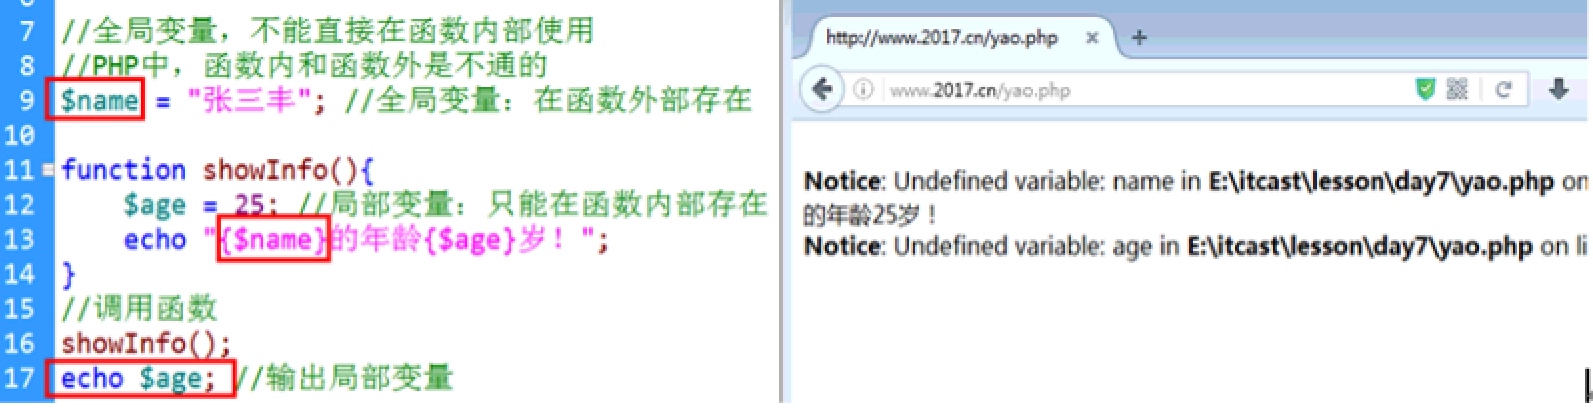 7 //全局变量，不能直接在函数内部使用
8 //PHP中，函数内和函数外是不通的
9 $name = "张三丰"; //全局变量：在函数外部存在
10
11 function showInfo(){
12 $age = 25; //局部变量：只能在函数内部存在
13 echo "{$name}的年龄{$age}岁！";
14 }
15 //调用函数
16 showInfo();
17 echo $age; //输出局部变量
http://www.2017.cn/yao.php × +
www.2017.cn/yao.php
Notice: Undefined variable: name in E:\itcast\lesson\day7\yao.php on
的年龄25岁！
Notice: Undefined variable: age in E:\itcast\lesson\day7\yao.php on li